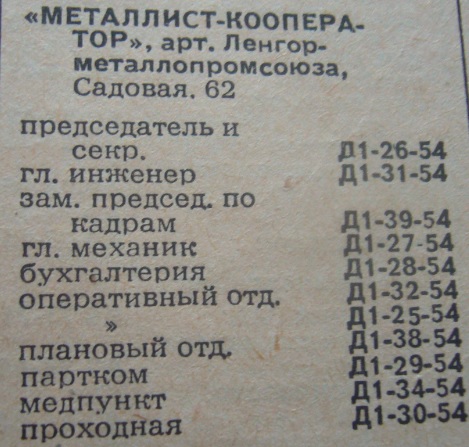 «МЕТАЛЛИСТ-КООПЕРА-
ТОР», арт. Ленгор-
металлопромсоюза,
Садовая, 62
председатель и
секр. Д1-26-54
гл. инженер Д1-31-54
зам. председ. по
кадрам Д1-39-54
гл. механик Д1-27-54
бухгалтерия Д1-28-54
оперативный отд. Д1-32-54
» Д1-25-54
плановый отд. Д1-38-54
партком Д1-29-54
медпункт Д1-34-54
проходная Д1-30-54